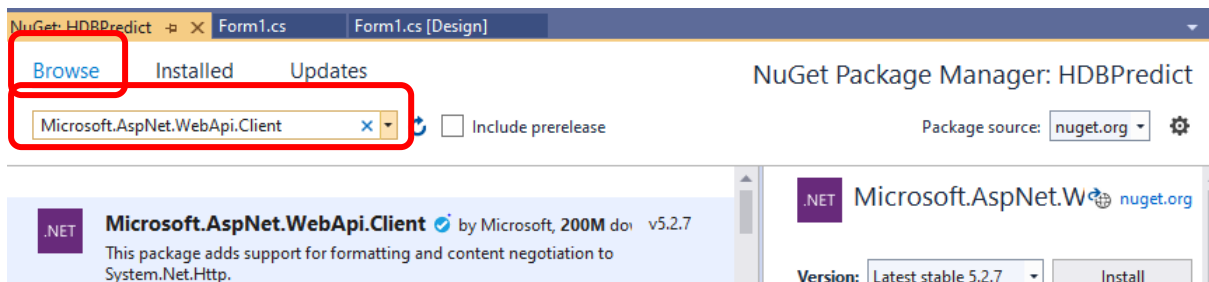 NuGet: HDBPredict Form1.cs Form1.cs [Design]
Browse Installed Updates NuGet Package Manager: HDBPredict
Microsoft.AspNet.WebApi.Client Include prerelease Package source: nuget.org
.NET Microsoft.AspNet.WebApi.Client by Microsoft, 200M v5.2.7
This package adds support for formatting and content negotiation to
System.Net.Http.
.NET Microsoft.AspNet.W nuget.org
Version: Latest stable 5.2.7 Install